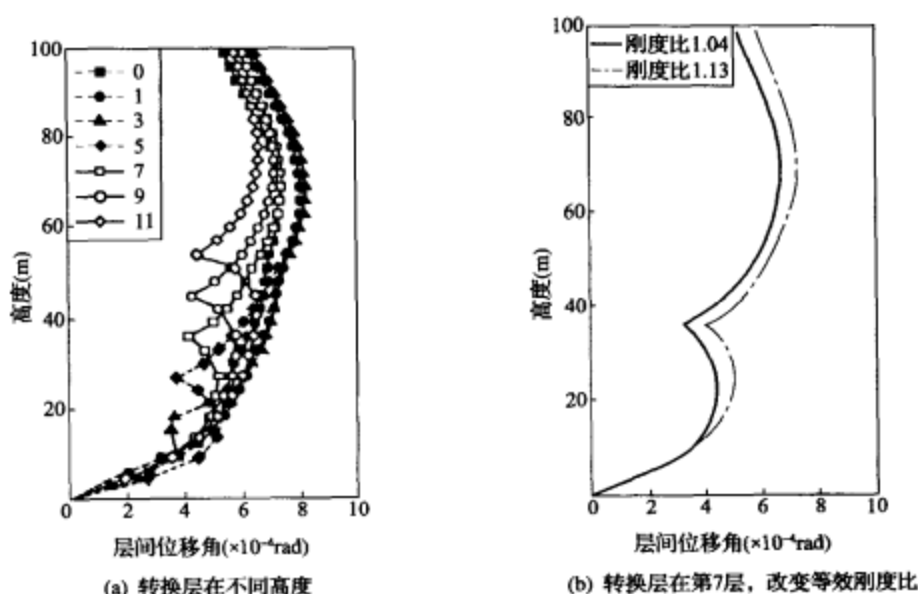 100
80
60
40
20
高度(m)
0
1
3
5
7
9
11
0 2 4 6 8 10
层间位移角(×10⁻⁴rad)
(a) 转换层在不同高度
100
80
60
40
20
高度(m)
刚度比1.04
刚度比1.13
0 2 4 6 8 10
层间位移角(×10⁻⁴rad)
(b) 转换层在第7层，改变等效刚度比